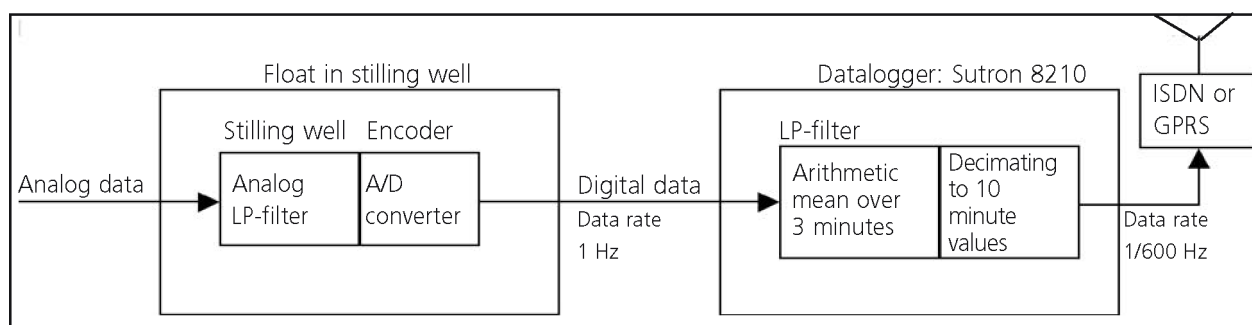 Float in stilling well
Datalogger: Sutron 8210
ISDN or
GPRS
Stilling well
Encoder
LP-filter
Analog data
Analog
LP-filter
A/D
converter
Digital data
Data rate
1 Hz
Arithmetic
mean over
3 minutes
Decimating
to 10
minute
values
Data rate
1/600 Hz